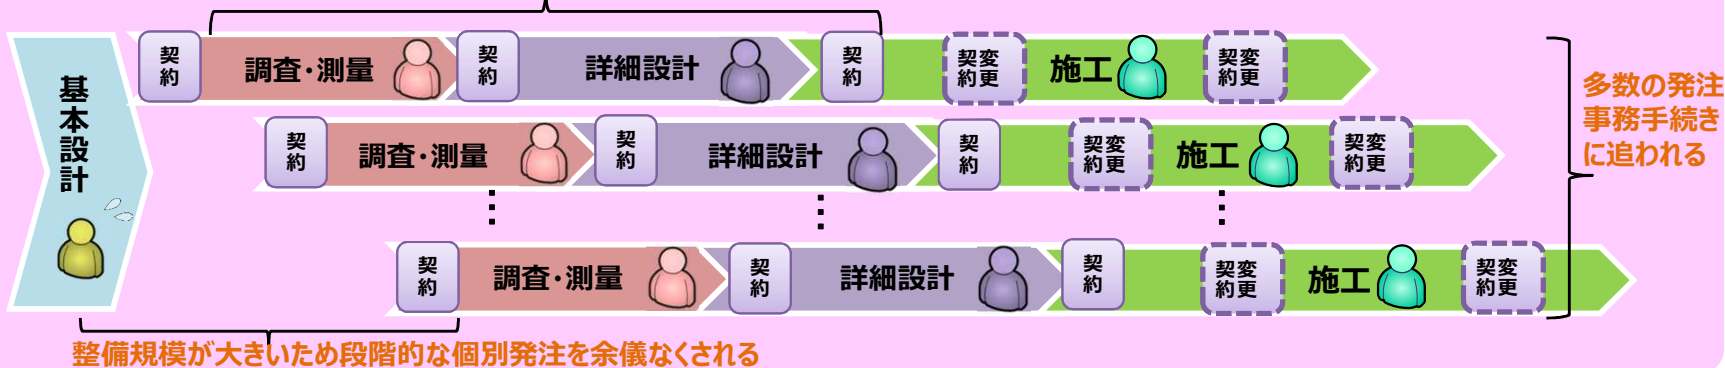 基本設計
契約
調査・測量
契約
詳細設計
契約
契約変更
施工
契約変更
契約
調査・測量
契約
詳細設計
契約
契約変更
施工
契約変更
契約
調査・測量
契約
詳細設計
契約
契約変更
施工
契約変更
多数の発注
事務手続き
に追われる
整備規模が大きいため段階的な個別発注を余儀なくされる